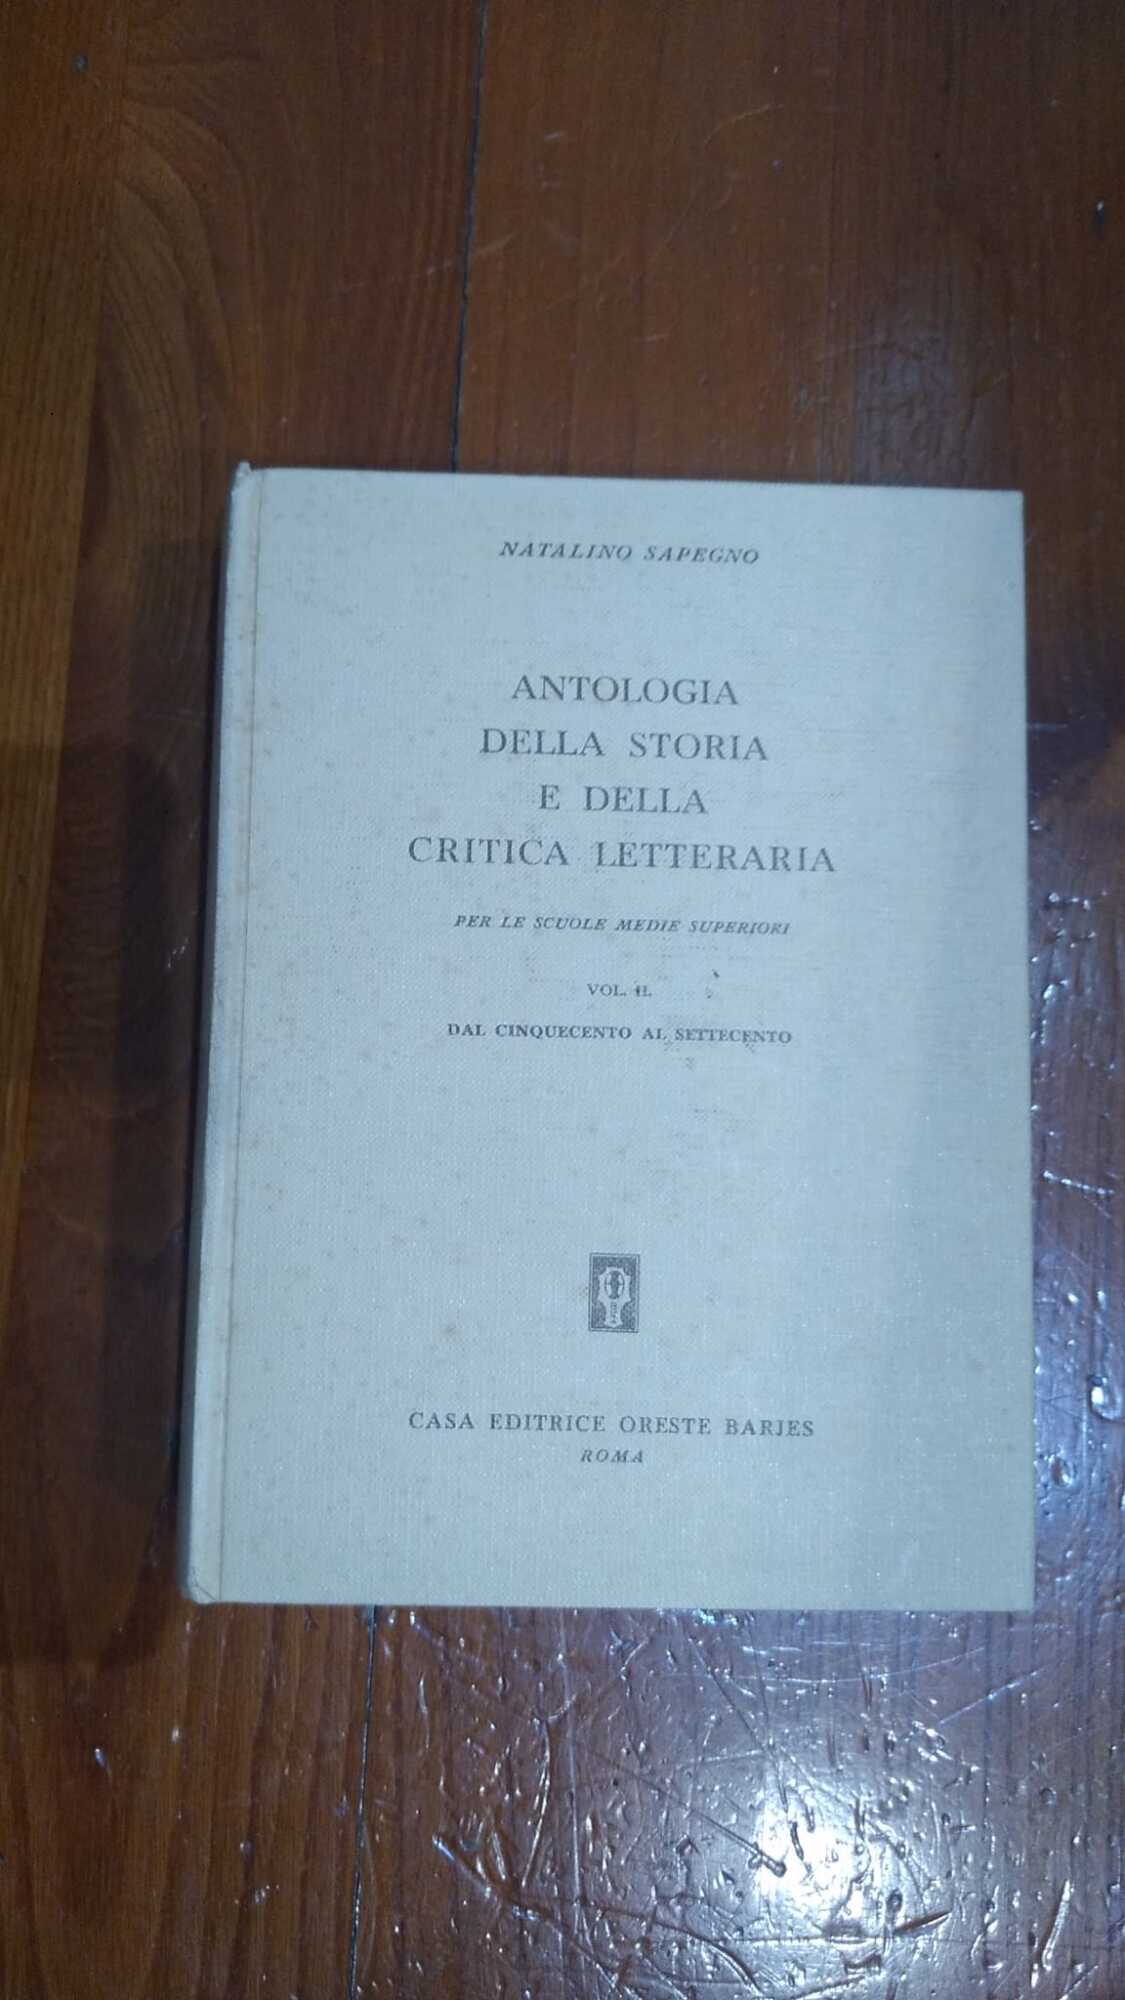 NATALINO SAPEGNO
ANTOLOGIA
DELLA STORIA
E DELLA
CRITICA LETTERARIA
PER LE SCUOLE MEDIE SUPERIORI
VOL. II.
DAL CINQUECENTO AL SETTECENTO
CASA EDITRICE ORESTE BARJES
ROMA